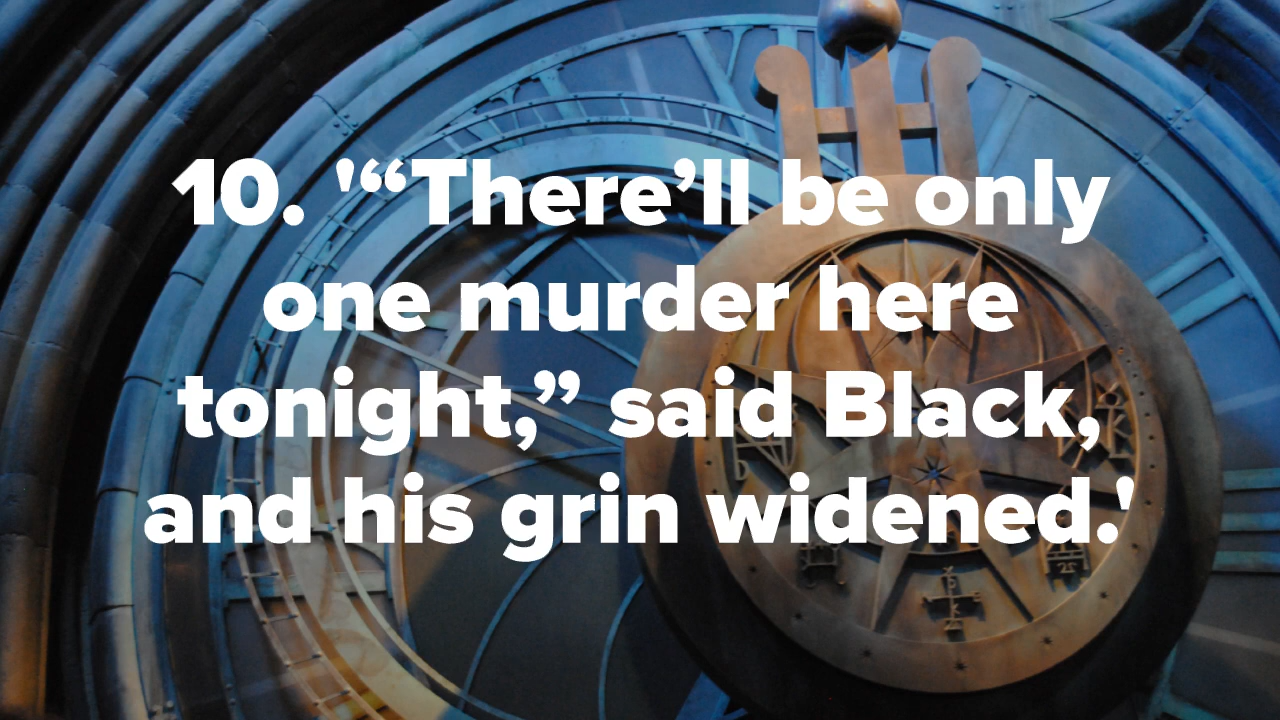 10.  '“There’ll be only
one murder here
tonight,” said Black,
and his grin widened.'